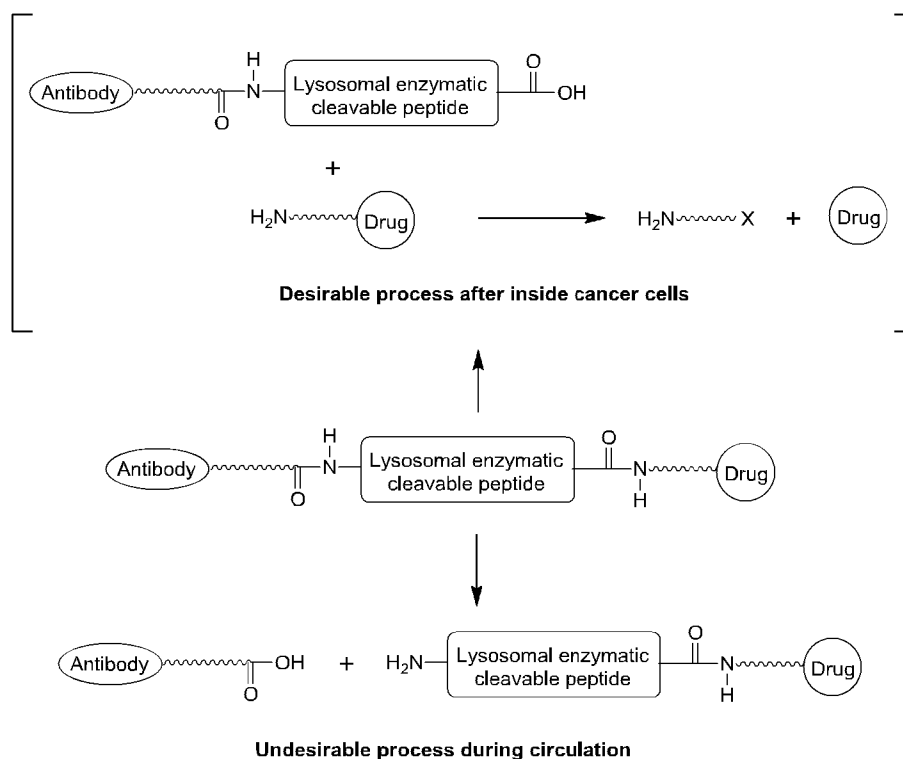 H
O
Antibody
N
Lysosomal enzymatic
cleavable peptide
OH
O
+
H₂N
Drug
H₂N
X
+
Drug
Desirable process after inside cancer cells
H
O
Antibody
N
Lysosomal enzymatic
cleavable peptide
N
Drug
O
H
O
Antibody
OH
+
H₂N
Lysosomal enzymatic
cleavable peptide
N
Drug
O
H
Undesirable process during circulation